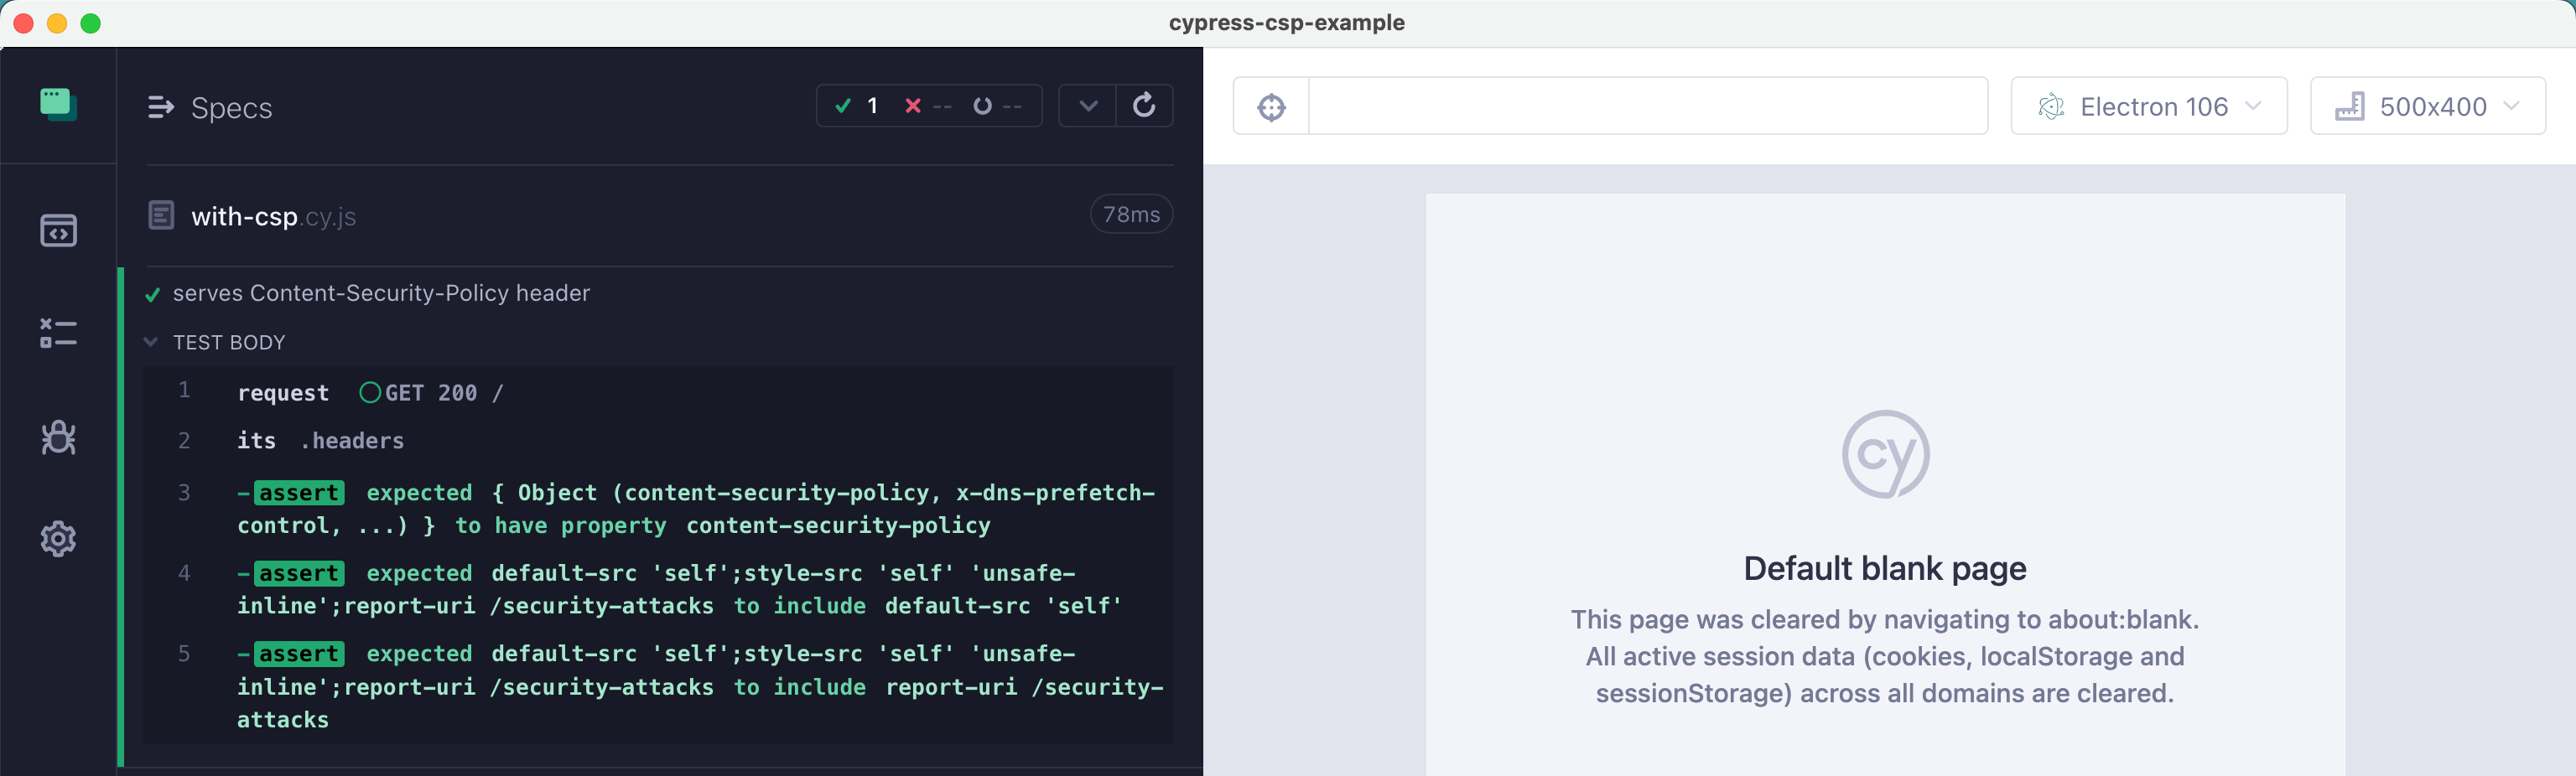 cypress-csp-example
Specs
1 -- --
Electron 106
500x400
with-csp.cy.js
78ms
serves Content-Security-Policy header
TEST BODY
1 request GET 200 /
2 its .headers
3 -assert expected { Object (content-security-policy, x-dns-prefetch-
control, ...) } to have property content-security-policy
4 -assert expected default-src 'self';style-src 'self' 'unsafe-
inline';report-uri /security-attacks to include default-src 'self'
5 -assert expected default-src 'self';style-src 'self' 'unsafe-
inline';report-uri /security-attacks to include report-uri /security-
attacks
cy
Default blank page
This page was cleared by navigating to about:blank.
All active session data (cookies, localStorage and
sessionStorage) across all domains are cleared.